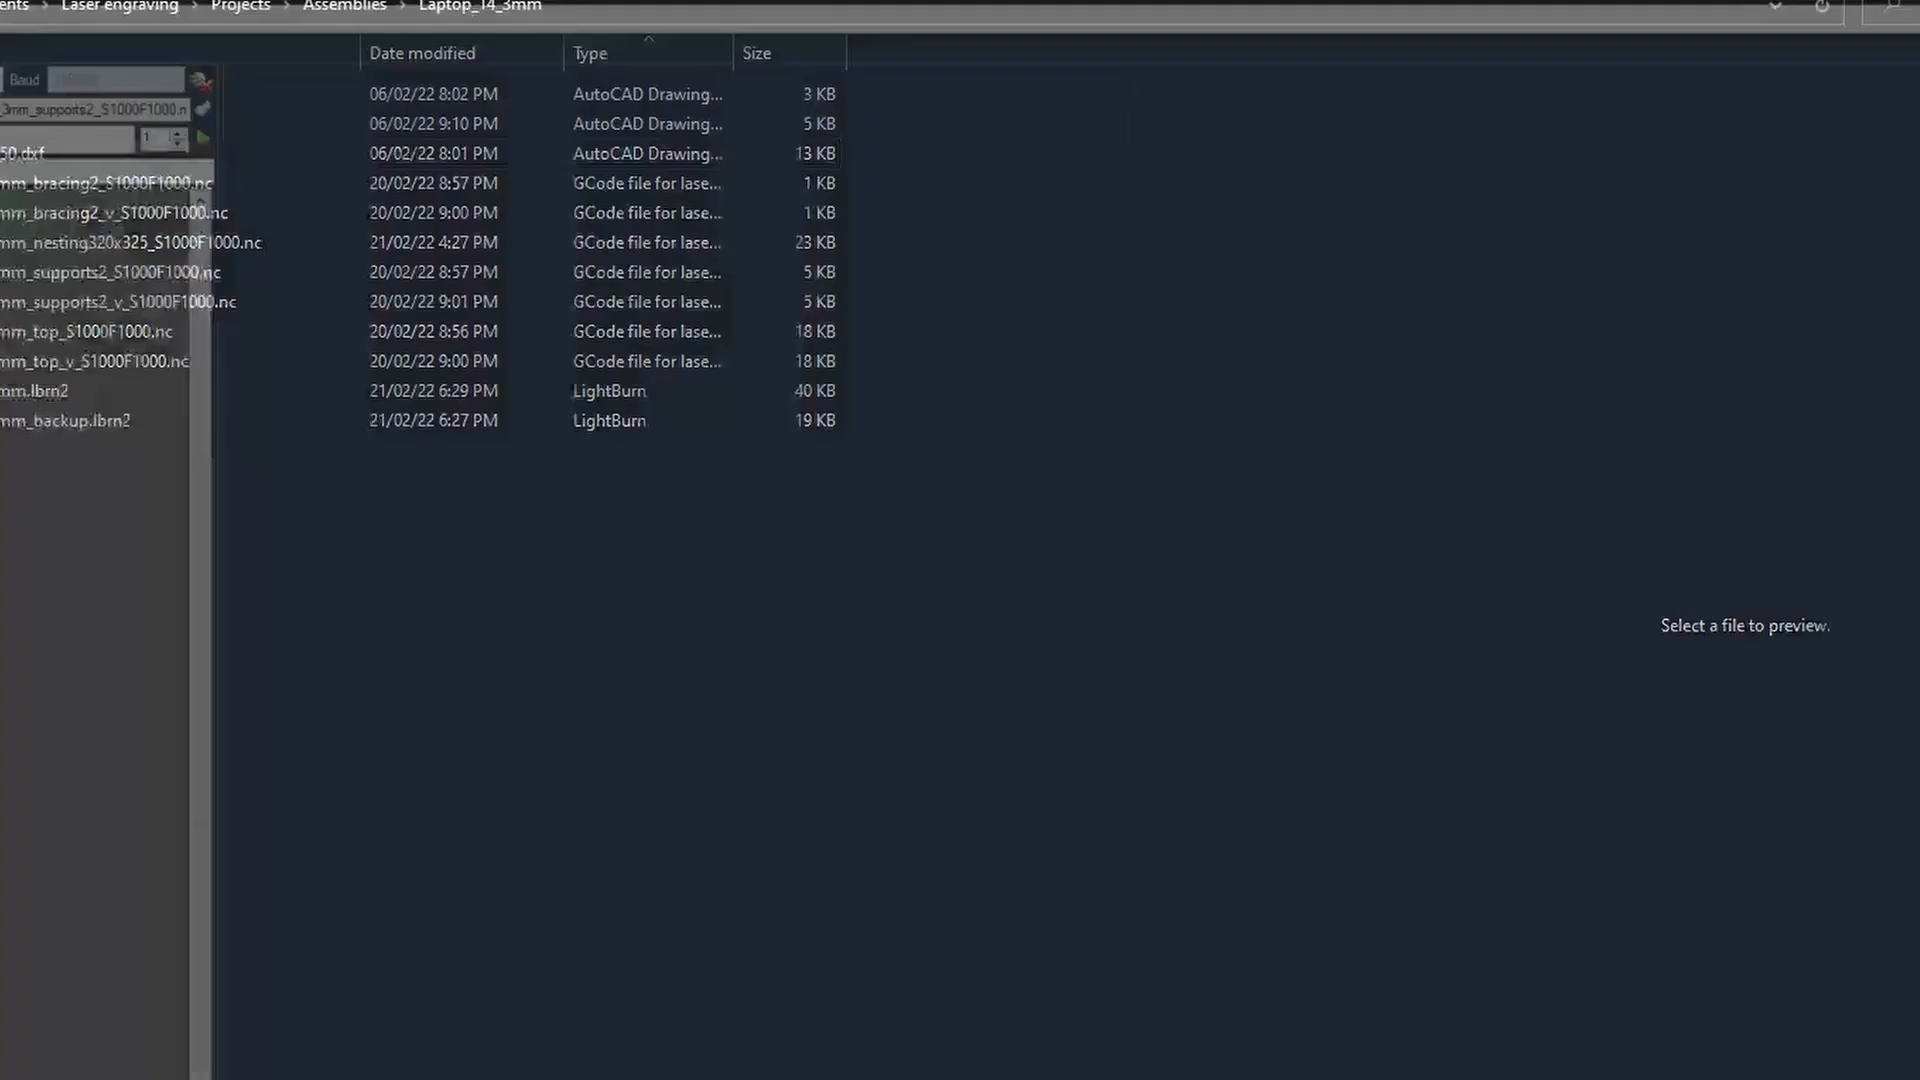 ents > Laser engraving > Projects > Assemblies > Laptop_14_3mm
Date modified Type Size
Baud
06/02/22 8:02 PM AutoCAD Drawing... 3 KB
_3mm_supports2_S1000F1000.n
06/02/22 9:10 PM AutoCAD Drawing... 5 KB
1
50.dxf 06/02/22 8:01 PM AutoCAD Drawing... 13 KB
mm_bracing2_S1000F1000.nc 20/02/22 8:57 PM GCode file for lase... 1 KB
mm_bracing2_v_S1000F1000.nc 20/02/22 9:00 PM GCode file for lase... 1 KB
mm_nesting320x325_S1000F1000.nc 21/02/22 4:27 PM GCode file for lase... 23 KB
mm_supports2_S1000F1000.nc 20/02/22 8:57 PM GCode file for lase... 5 KB
mm_supports2_v_S1000F1000.nc 20/02/22 9:01 PM GCode file for lase... 5 KB
mm_top_S1000F1000.nc 20/02/22 8:56 PM GCode file for lase... 18 KB
mm_top_v_S1000F1000.nc 20/02/22 9:00 PM GCode file for lase... 18 KB
mm.lbrn2 21/02/22 6:29 PM LightBurn 40 KB
mm_backup.lbrn2 21/02/22 6:27 PM LightBurn 19 KB
Select a file to preview.